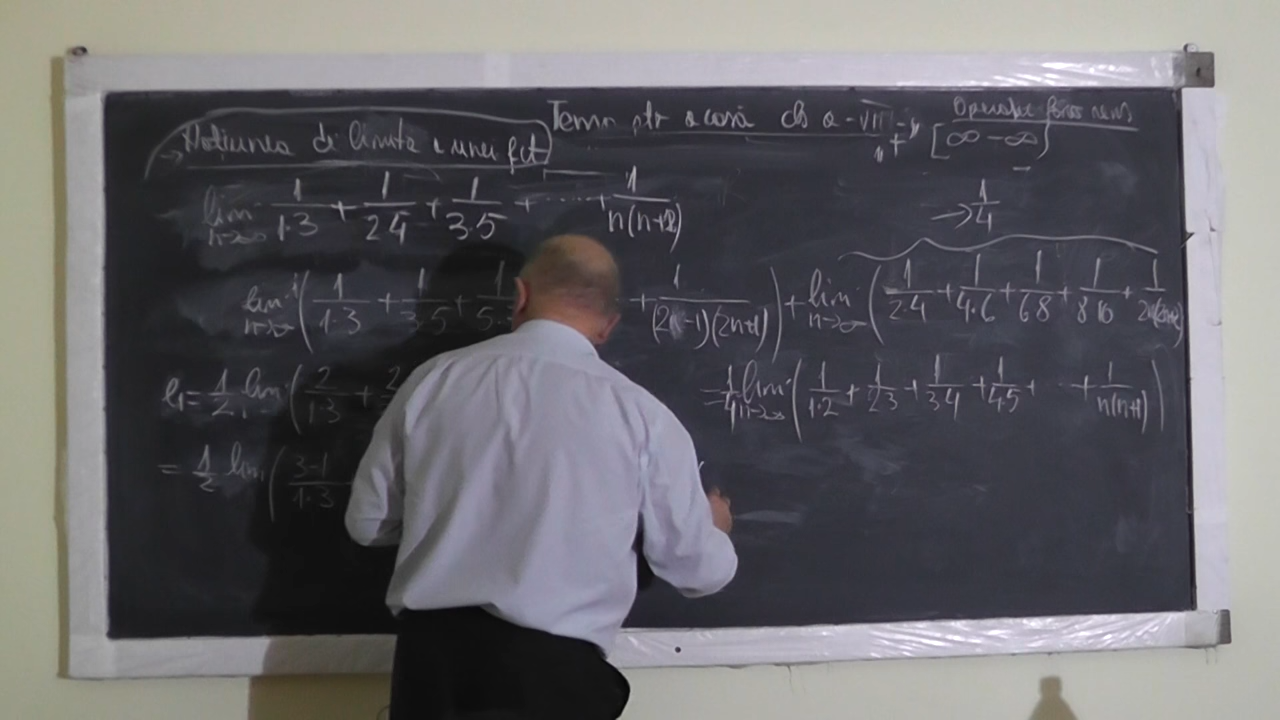 Tema ptr acasă cls a-VIII-a
Operație fără sens
→ Noțiunea de limită a unei fct
[∞ − ∞]
lim n→∞ 1/1·3 + 1/2·4 + 1/3·5 + ...... + 1/n(n+2)
→ 1/4
lim n→∞ (1/1·3 + 1/3·5 + 1/5· + 1/(2n−1)(2n+1)) + lim n→∞ (1/2·4 + 1/4·6 + 1/6·8 + 1/8·10 + 1/2n(2n+2)
l₁ = 1/2 lim (2/1·3 + 2
= 1/4 lim n→∞ (1/1·2 + 1/2·3 + 1/3·4 + 1/4·5 + ... + 1/n(n+1))
= 1/2 lim (3−1/1·3